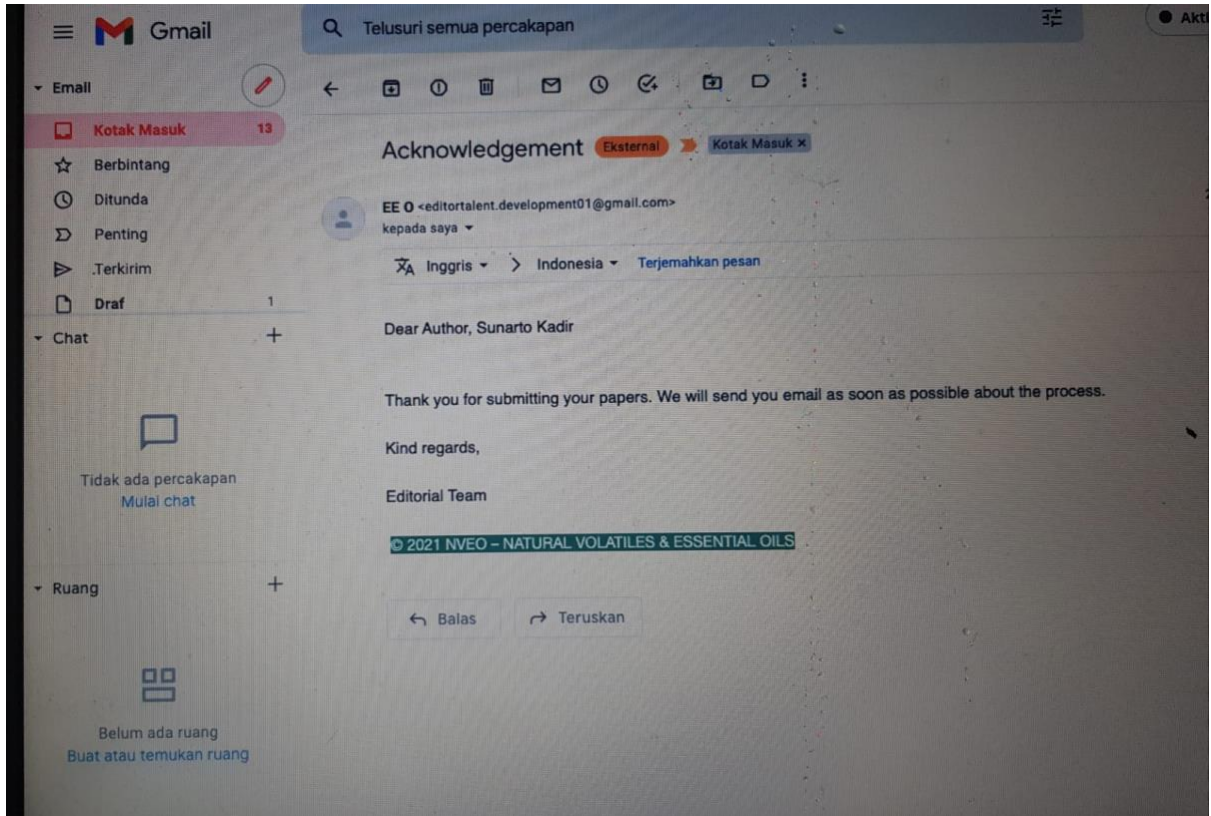 Gmail
Telusuri semua percakapan
Email
Kotak Masuk 13
Berbintang
Ditunda
Penting
.Terkirim
Draf 1
Chat
Tidak ada percakapan
Mulai chat
Ruang
Belum ada ruang
Buat atau temukan ruang
Acknowledgement Eksternal Kotak Masuk ×
EE O <editortalent.development01@gmail.com>
kepada saya
Inggris > Indonesia Terjemahkan pesan
Dear Author, Sunarto Kadir
Thank you for submitting your papers. We will send you email as soon as possible about the process.
Kind regards,
Editorial Team
© 2021 NVEO – NATURAL VOLATILES & ESSENTIAL OILS
Balas Teruskan